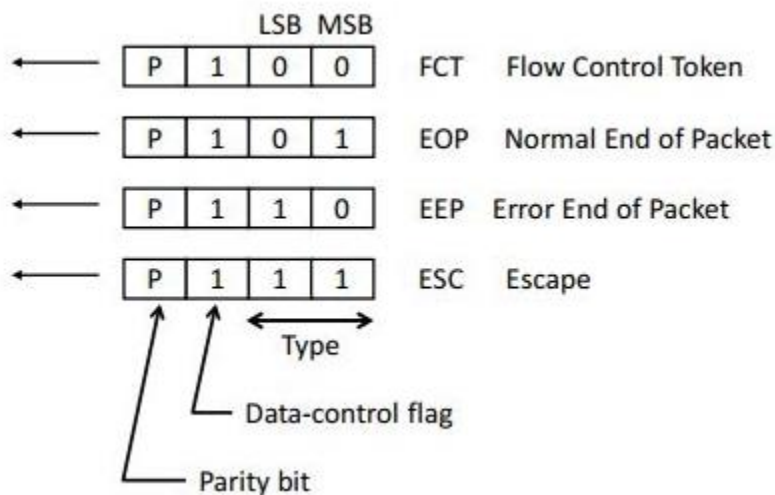 LSB MSB
P 1 0 0 FCT Flow Control Token
P 1 0 1 EOP Normal End of Packet
P 1 1 0 EEP Error End of Packet
P 1 1 1 ESC Escape
Type
Data-control flag
Parity bit